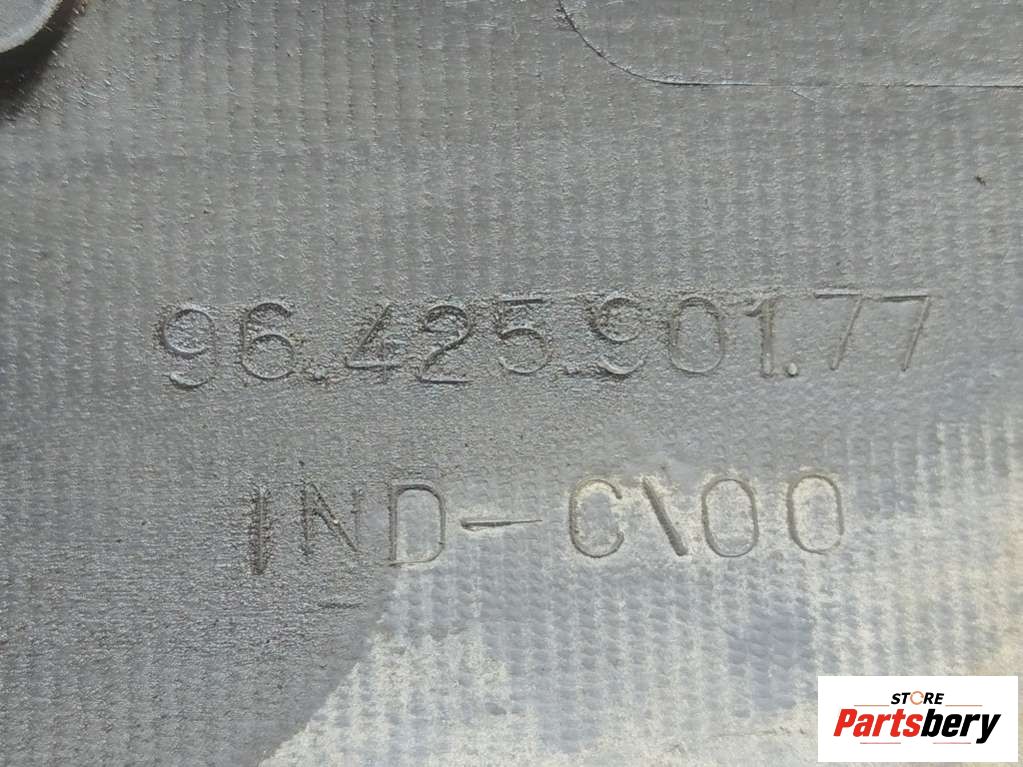 96.425.901.77
IND-C\00
STORE
Partsbery